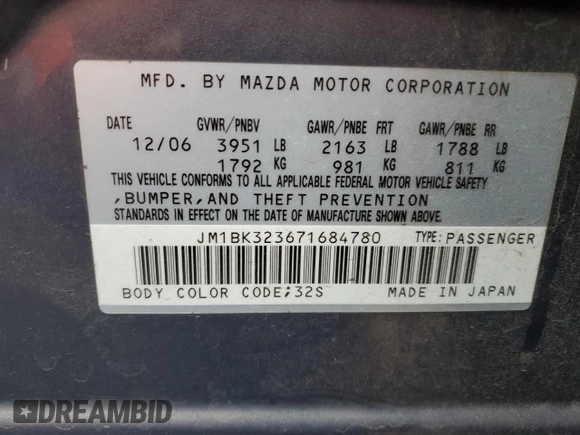 MFD. BY MAZDA MOTOR CORPORATION
DATE GVWR/PNBV GAWR/PNBE FRT GAWR/PNBE RR
12/06 3951 LB 2163 LB 1788 LB
1792 KG 981 KG 811 KG
THIS VEHICLE CONFORMS TO ALL APPLICABLE FEDERAL MOTOR VEHICLE SAFETY
,BUMPER,AND THEFT PREVENTION
STANDARDS IN EFFECT ON THE DATE OF MANUFACTURE SHOWN ABOVE.
JM1BK323671684780 TYPE:PASSENGER
BODY COLOR CODE;32S MADE IN JAPAN
DREAMBID